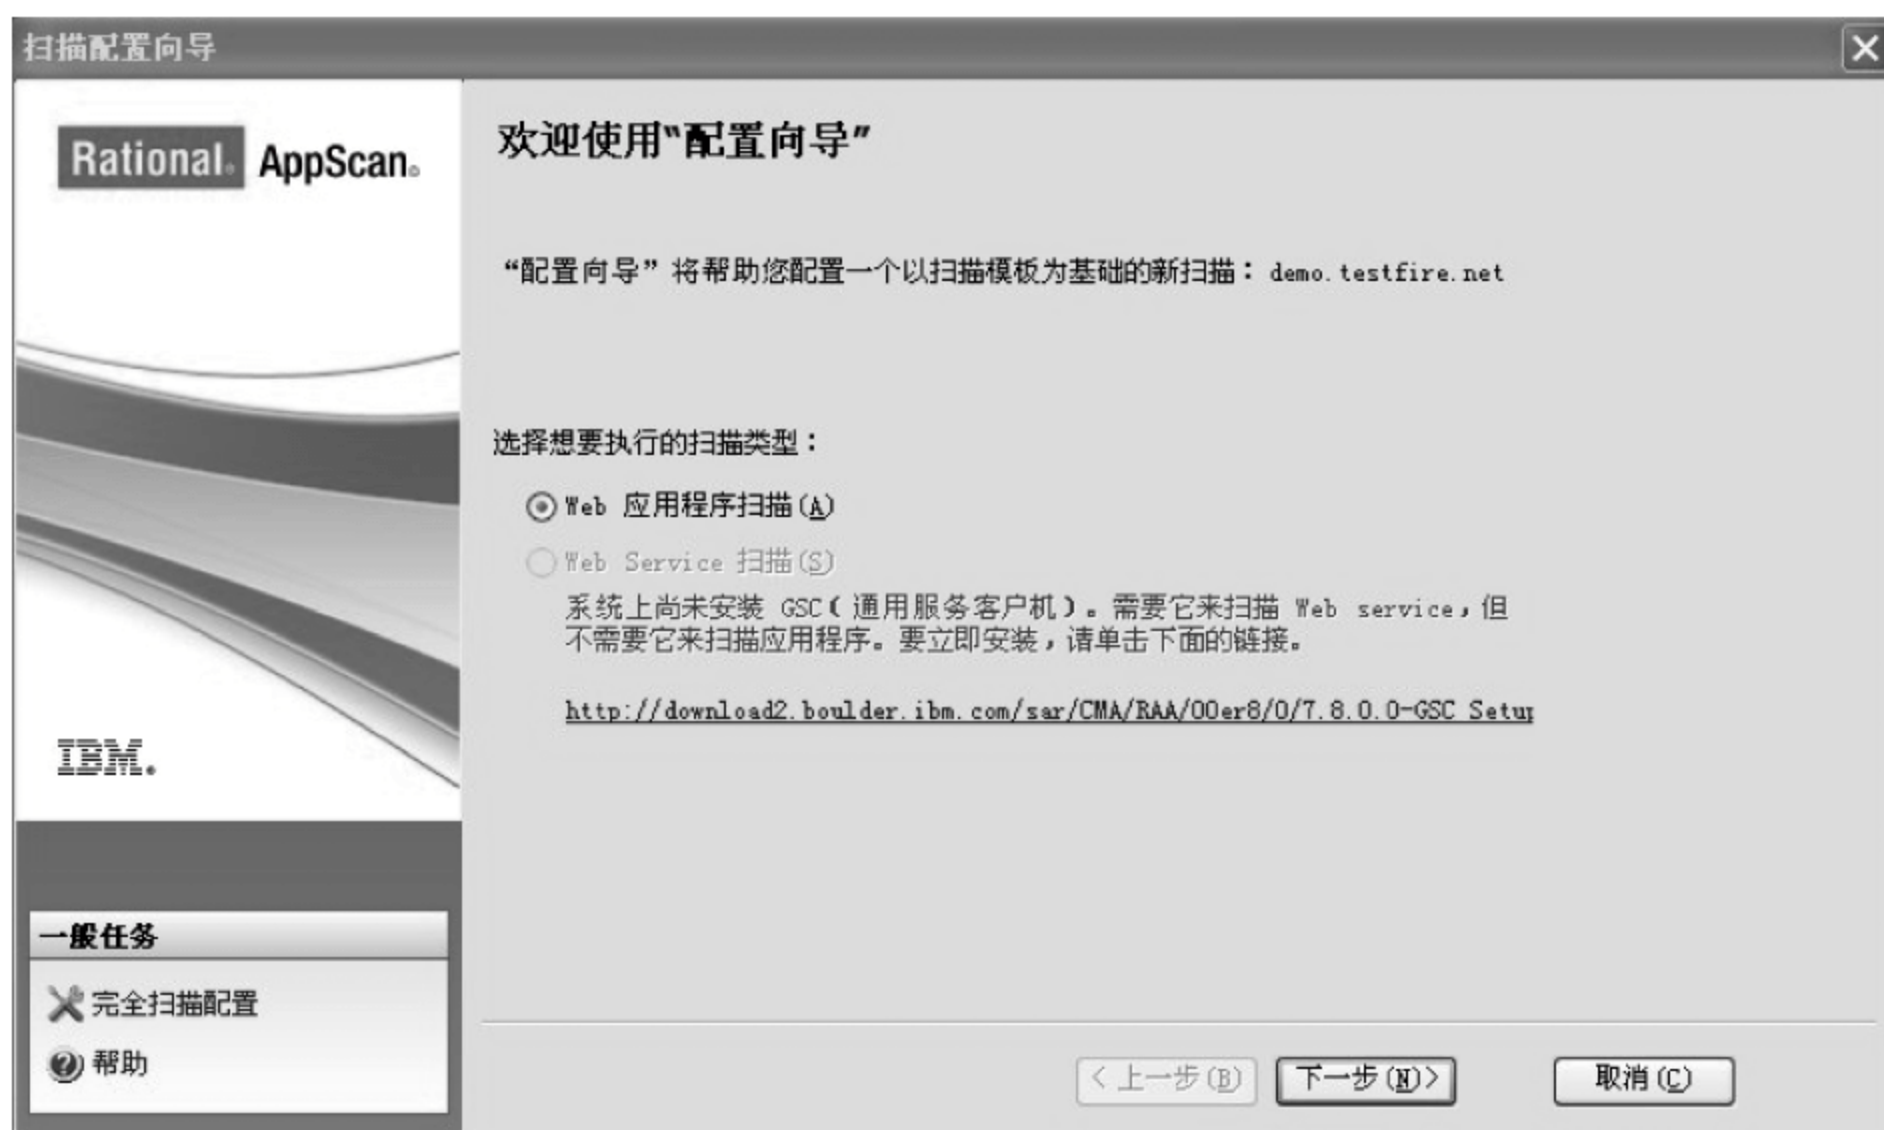 扫描配置向导
Rational AppScan
欢迎使用“配置向导”
“配置向导”将帮助您配置一个以扫描模板为基础的新扫描：demo.testfire.net
选择想要执行的扫描类型：
Web 应用程序扫描(A)
Web Service 扫描(S)
系统上尚未安装 GSC(通用服务客户机)。需要它来扫描 Web service，但
不需要它来扫描应用程序。要立即安装，请单击下面的链接。
http://download2.boulder.ibm.com/sar/CMA/RAA/00er8/0/7.8.0.0-GSC_Setup
IBM.
一般任务
完全扫描配置
帮助
<上一步(B) 下一步(N)> 取消(C)